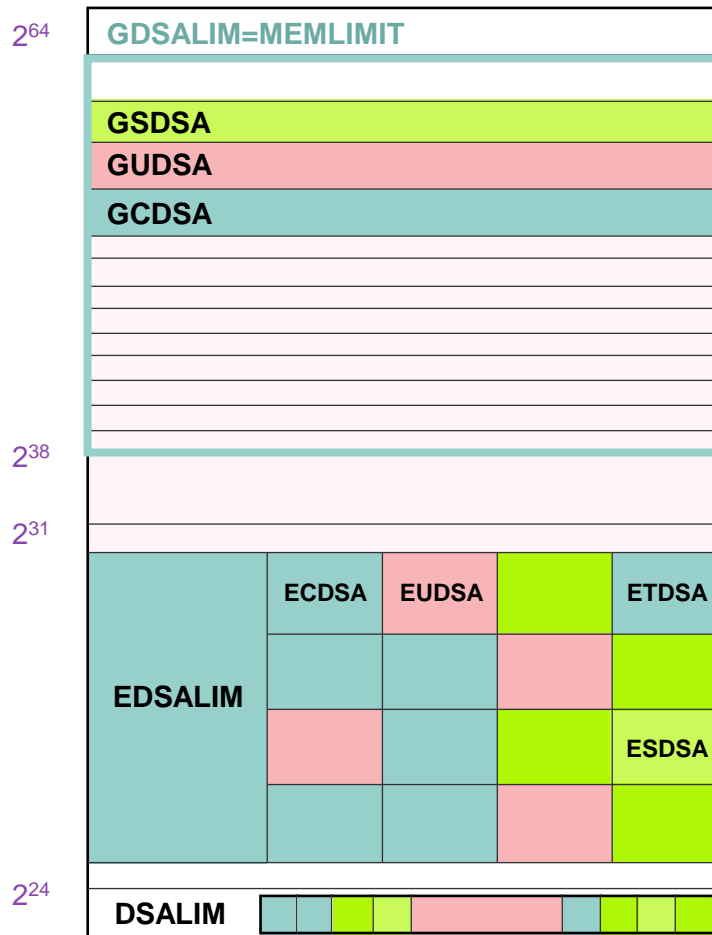 2⁶⁴ GDSALIM=MEMLIMIT
GSDSA
GUDSA
GCDSA
2³⁸
2³¹
ECDSA EUDSA ETDSA
EDSALIM
ESDSA
2²⁴
DSALIM